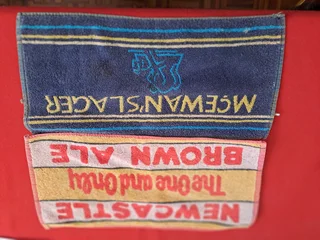 McEWAN'S LAGER
NEWCASTLE
The One and Only
BROWN ALE